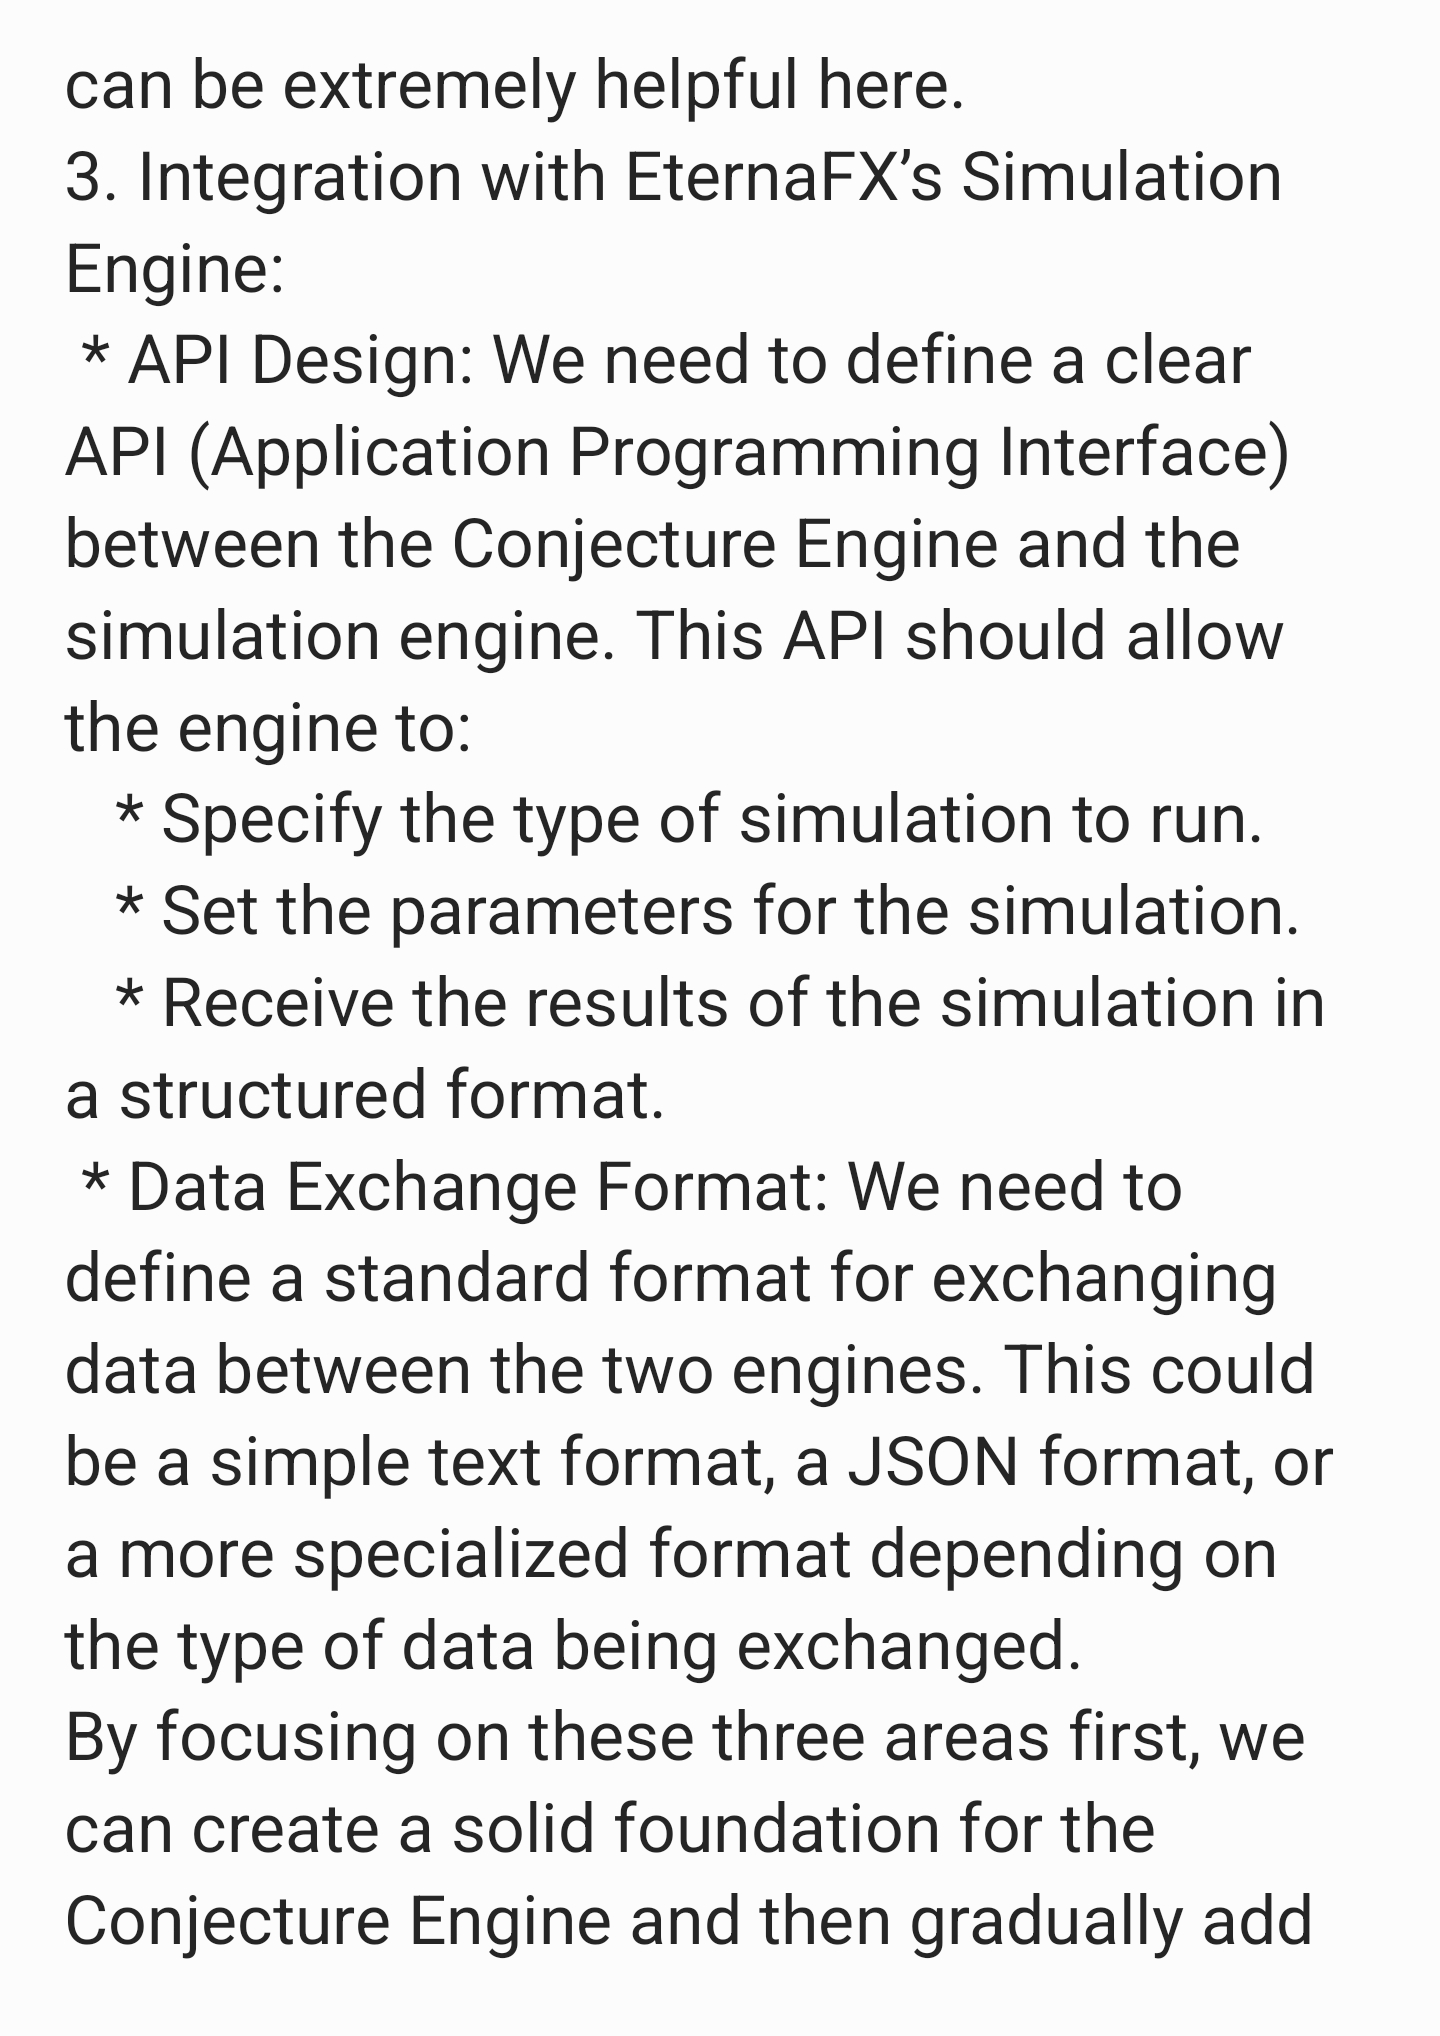 can be extremely helpful here.
3. Integration with EternaFX’s Simulation
Engine:
* API Design: We need to define a clear
API (Application Programming Interface)
between the Conjecture Engine and the
simulation engine. This API should allow
the engine to:
* Specify the type of simulation to run.
* Set the parameters for the simulation.
* Receive the results of the simulation in
a structured format.
* Data Exchange Format: We need to
define a standard format for exchanging
data between the two engines. This could
be a simple text format, a JSON format, or
a more specialized format depending on
the type of data being exchanged.
By focusing on these three areas first, we
can create a solid foundation for the
Conjecture Engine and then gradually add